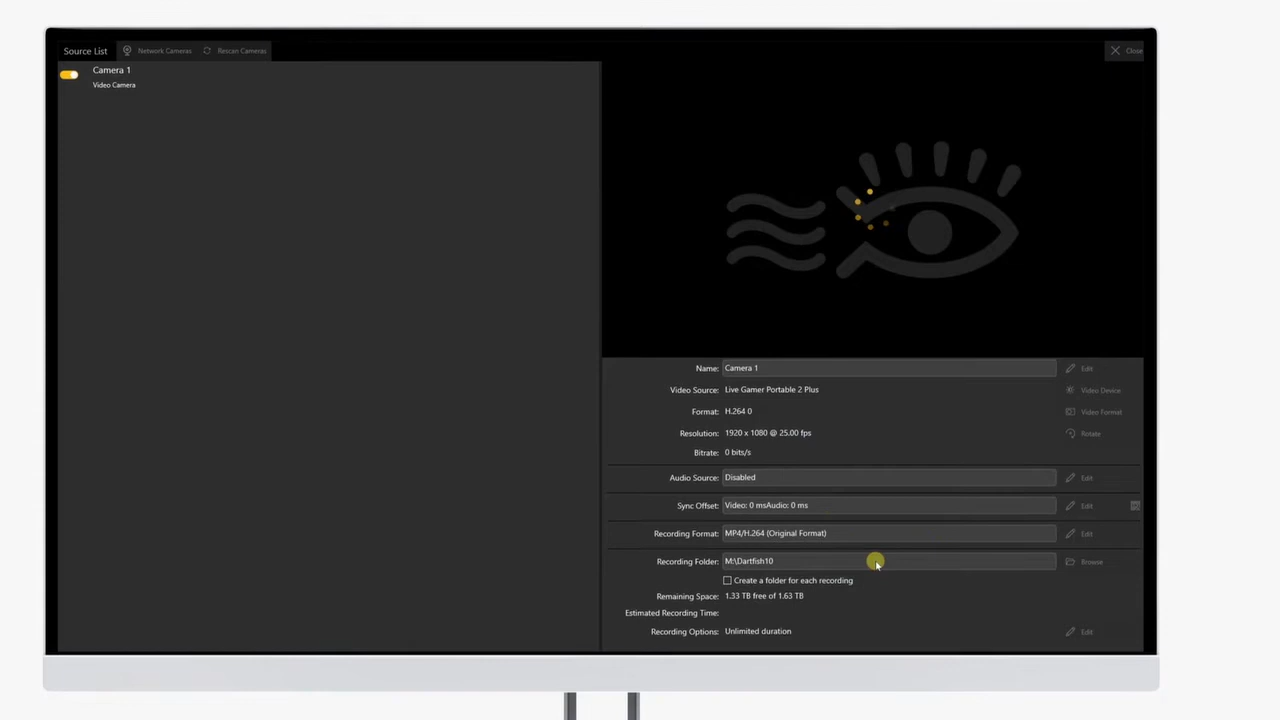 Source List Network Cameras Rescan Cameras Close
Camera 1
Video Camera
Name: Camera 1 Edit
Video Source: Live Gamer Portable 2 Plus Video Device
Format: H.264 0 Video Format
Resolution: 1920 x 1080 @ 25.00 fps Rotate
Bitrate: 0 bits/s
Audio Source: Disabled Edit
Sync Offset: Video: 0 msAudio: 0 ms Edit
Recording Format: MP4/H.264 (Original Format) Edit
Recording Folder: M:\Dartfish10 Browse
Create a folder for each recording
Remaining Space: 1.33 TB free of 1.63 TB
Estimated Recording Time:
Recording Options: Unlimited duration Edit